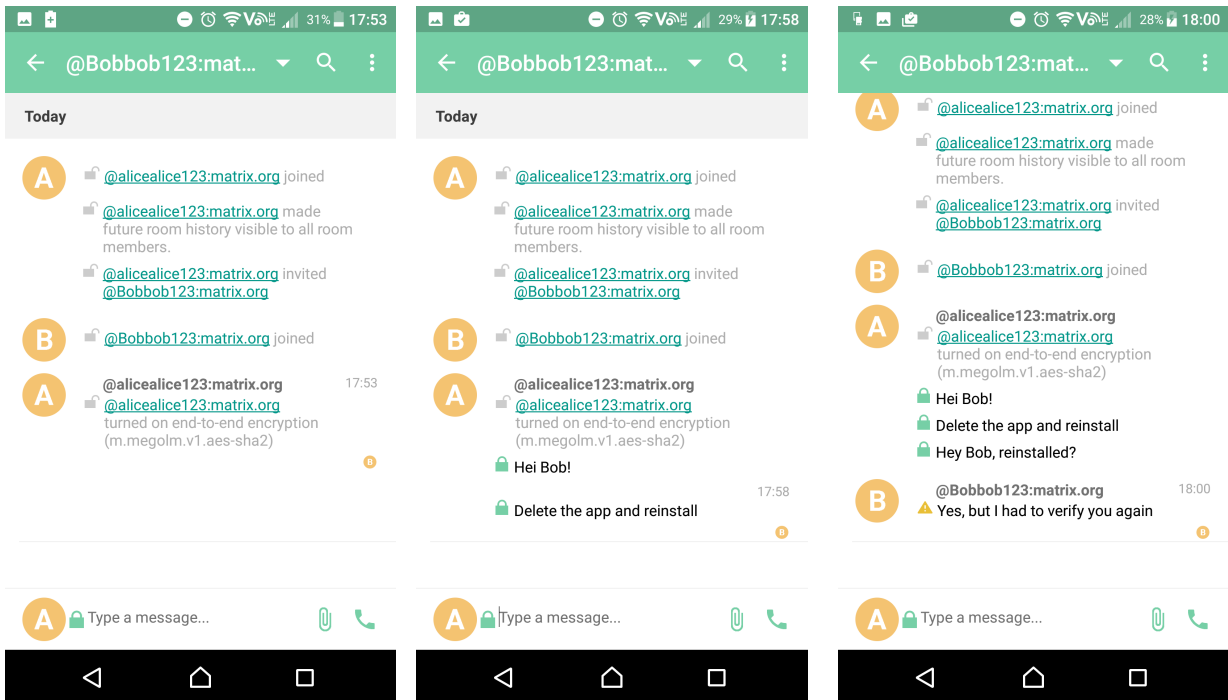 31% 17:53
@Bobbob123:mat...
Today
A
@alicealice123:matrix.org joined
@alicealice123:matrix.org made
future room history visible to all room
members.
@alicealice123:matrix.org invited
@Bobbob123:matrix.org
B
@Bobbob123:matrix.org joined
A
@alicealice123:matrix.org 17:53
@alicealice123:matrix.org
turned on end-to-end encryption
(m.megolm.v1.aes-sha2)
B
A
Type a message...
29% 17:58
@Bobbob123:mat...
Today
A
@alicealice123:matrix.org joined
@alicealice123:matrix.org made
future room history visible to all room
members.
@alicealice123:matrix.org invited
@Bobbob123:matrix.org
B
@Bobbob123:matrix.org joined
A
@alicealice123:matrix.org
@alicealice123:matrix.org
turned on end-to-end encryption
(m.megolm.v1.aes-sha2)
Hei Bob!
17:58
Delete the app and reinstall
B
A
Type a message...
28% 18:00
@Bobbob123:mat...
A
@alicealice123:matrix.org joined
@alicealice123:matrix.org made
future room history visible to all room
members.
@alicealice123:matrix.org invited
@Bobbob123:matrix.org
B
@Bobbob123:matrix.org joined
A
@alicealice123:matrix.org
@alicealice123:matrix.org
turned on end-to-end encryption
(m.megolm.v1.aes-sha2)
Hei Bob!
Delete the app and reinstall
Hey Bob, reinstalled?
B
@Bobbob123:matrix.org 18:00
Yes, but I had to verify you again
B
A
Type a message...